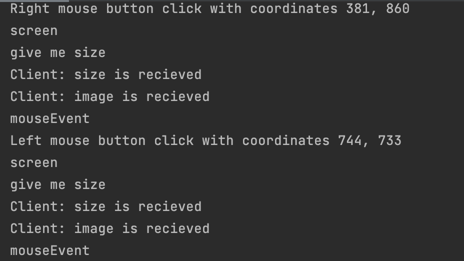 Right mouse button click with coordinates 381, 860
screen
give me size
Client: size is recieved
Client: image is recieved
mouseEvent
Left mouse button click with coordinates 744, 733
screen
give me size
Client: size is recieved
Client: image is recieved
mouseEvent